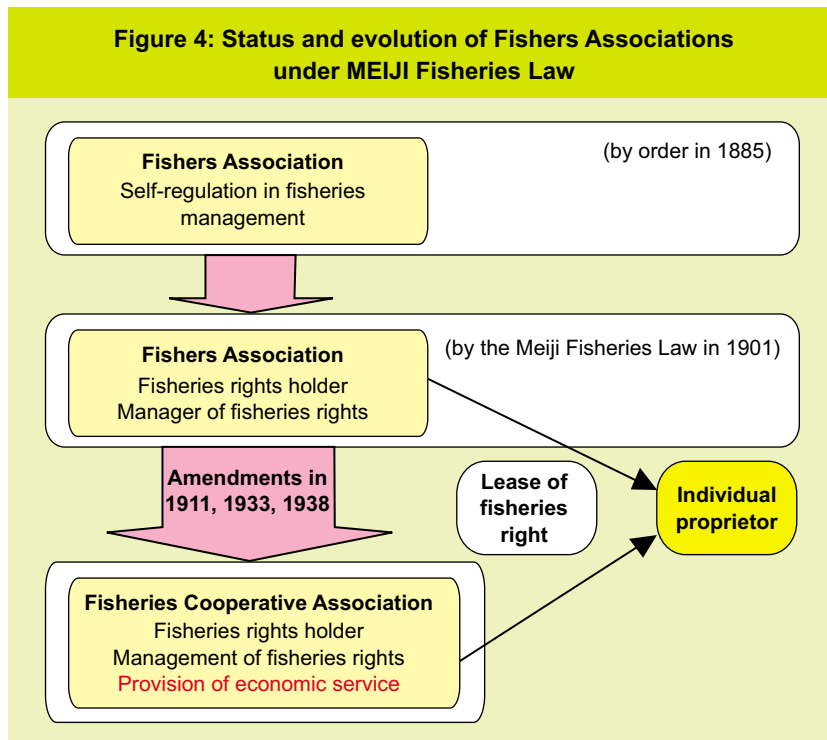 Figure 4: Status and evolution of Fishers Associations
under MEIJI Fisheries Law
Fishers Association
Self-regulation in fisheries
management
(by order in 1885)
Fishers Association
Fisheries rights holder
Manager of fisheries rights
(by the Meiji Fisheries Law in 1901)
Amendments in
1911, 1933, 1938
Lease of
fisheries
right
Individual
proprietor
Fisheries Cooperative Association
Fisheries rights holder
Management of fisheries rights
Provision of economic service